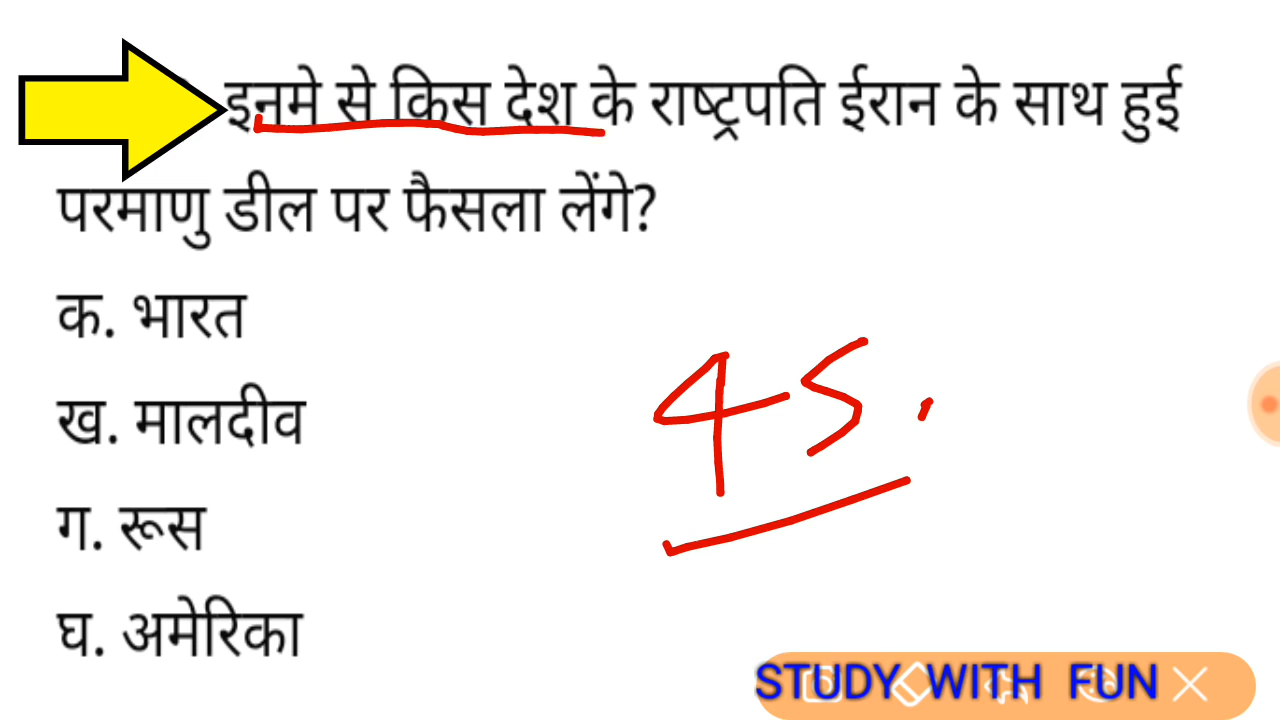 इनमे से किस देश के राष्ट्रपति ईरान के साथ हुई
परमाणु डील पर फैसला लेंगे?
क. भारत
ख. मालदीव
ग. रूस
घ. अमेरिका
45.
STUDY WITH FUN